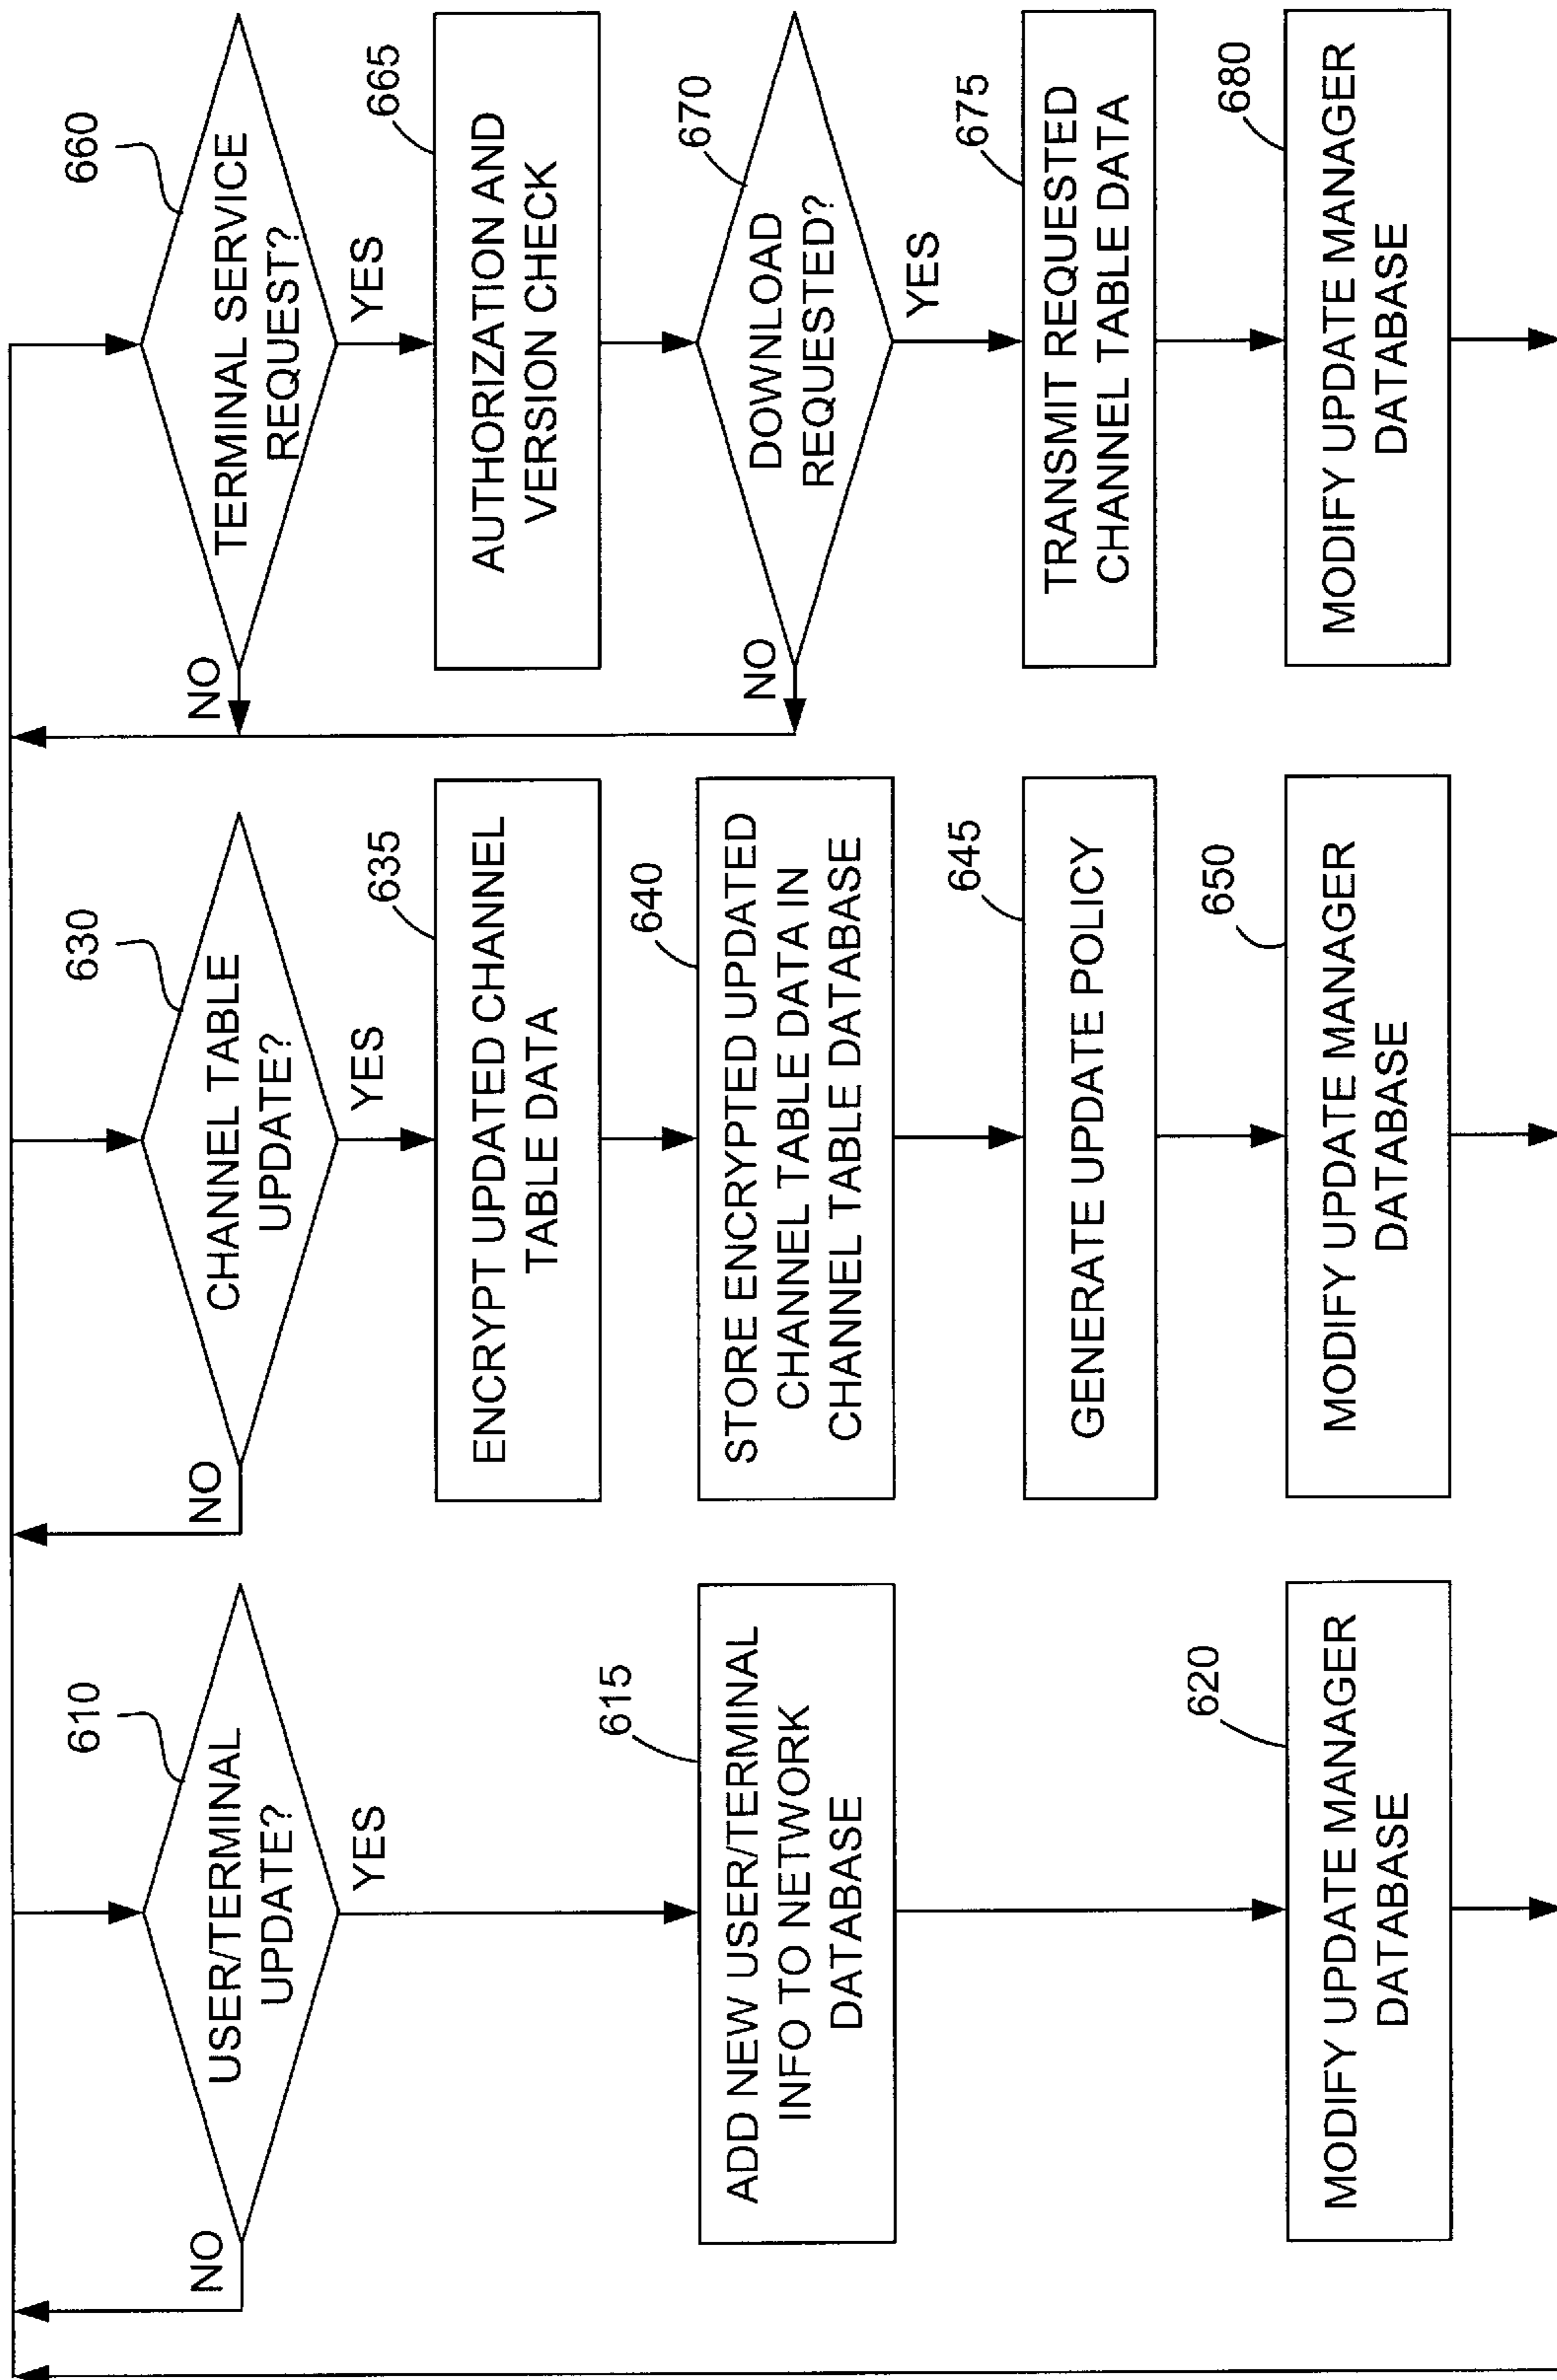 610
USER/TERMINAL
UPDATE?
NO
YES
615
ADD NEW USER/TERMINAL
INFO TO NETWORK
DATABASE
620
MODIFY UPDATE MANAGER
DATABASE
630
CHANNEL TABLE
UPDATE?
NO
YES
635
ENCRYPT UPDATED CHANNEL
TABLE DATA
640
STORE ENCRYPTED UPDATED
CHANNEL TABLE DATA IN
CHANNEL TABLE DATABASE
645
GENERATE UPDATE POLICY
650
MODIFY UPDATE MANAGER
DATABASE
660
TERMINAL SERVICE
REQUEST?
NO
YES
665
AUTHORIZATION AND
VERSION CHECK
670
DOWNLOAD
REQUESTED?
NO
YES
675
TRANSMIT REQUESTED
CHANNEL TABLE DATA
680
MODIFY UPDATE MANAGER
DATABASE